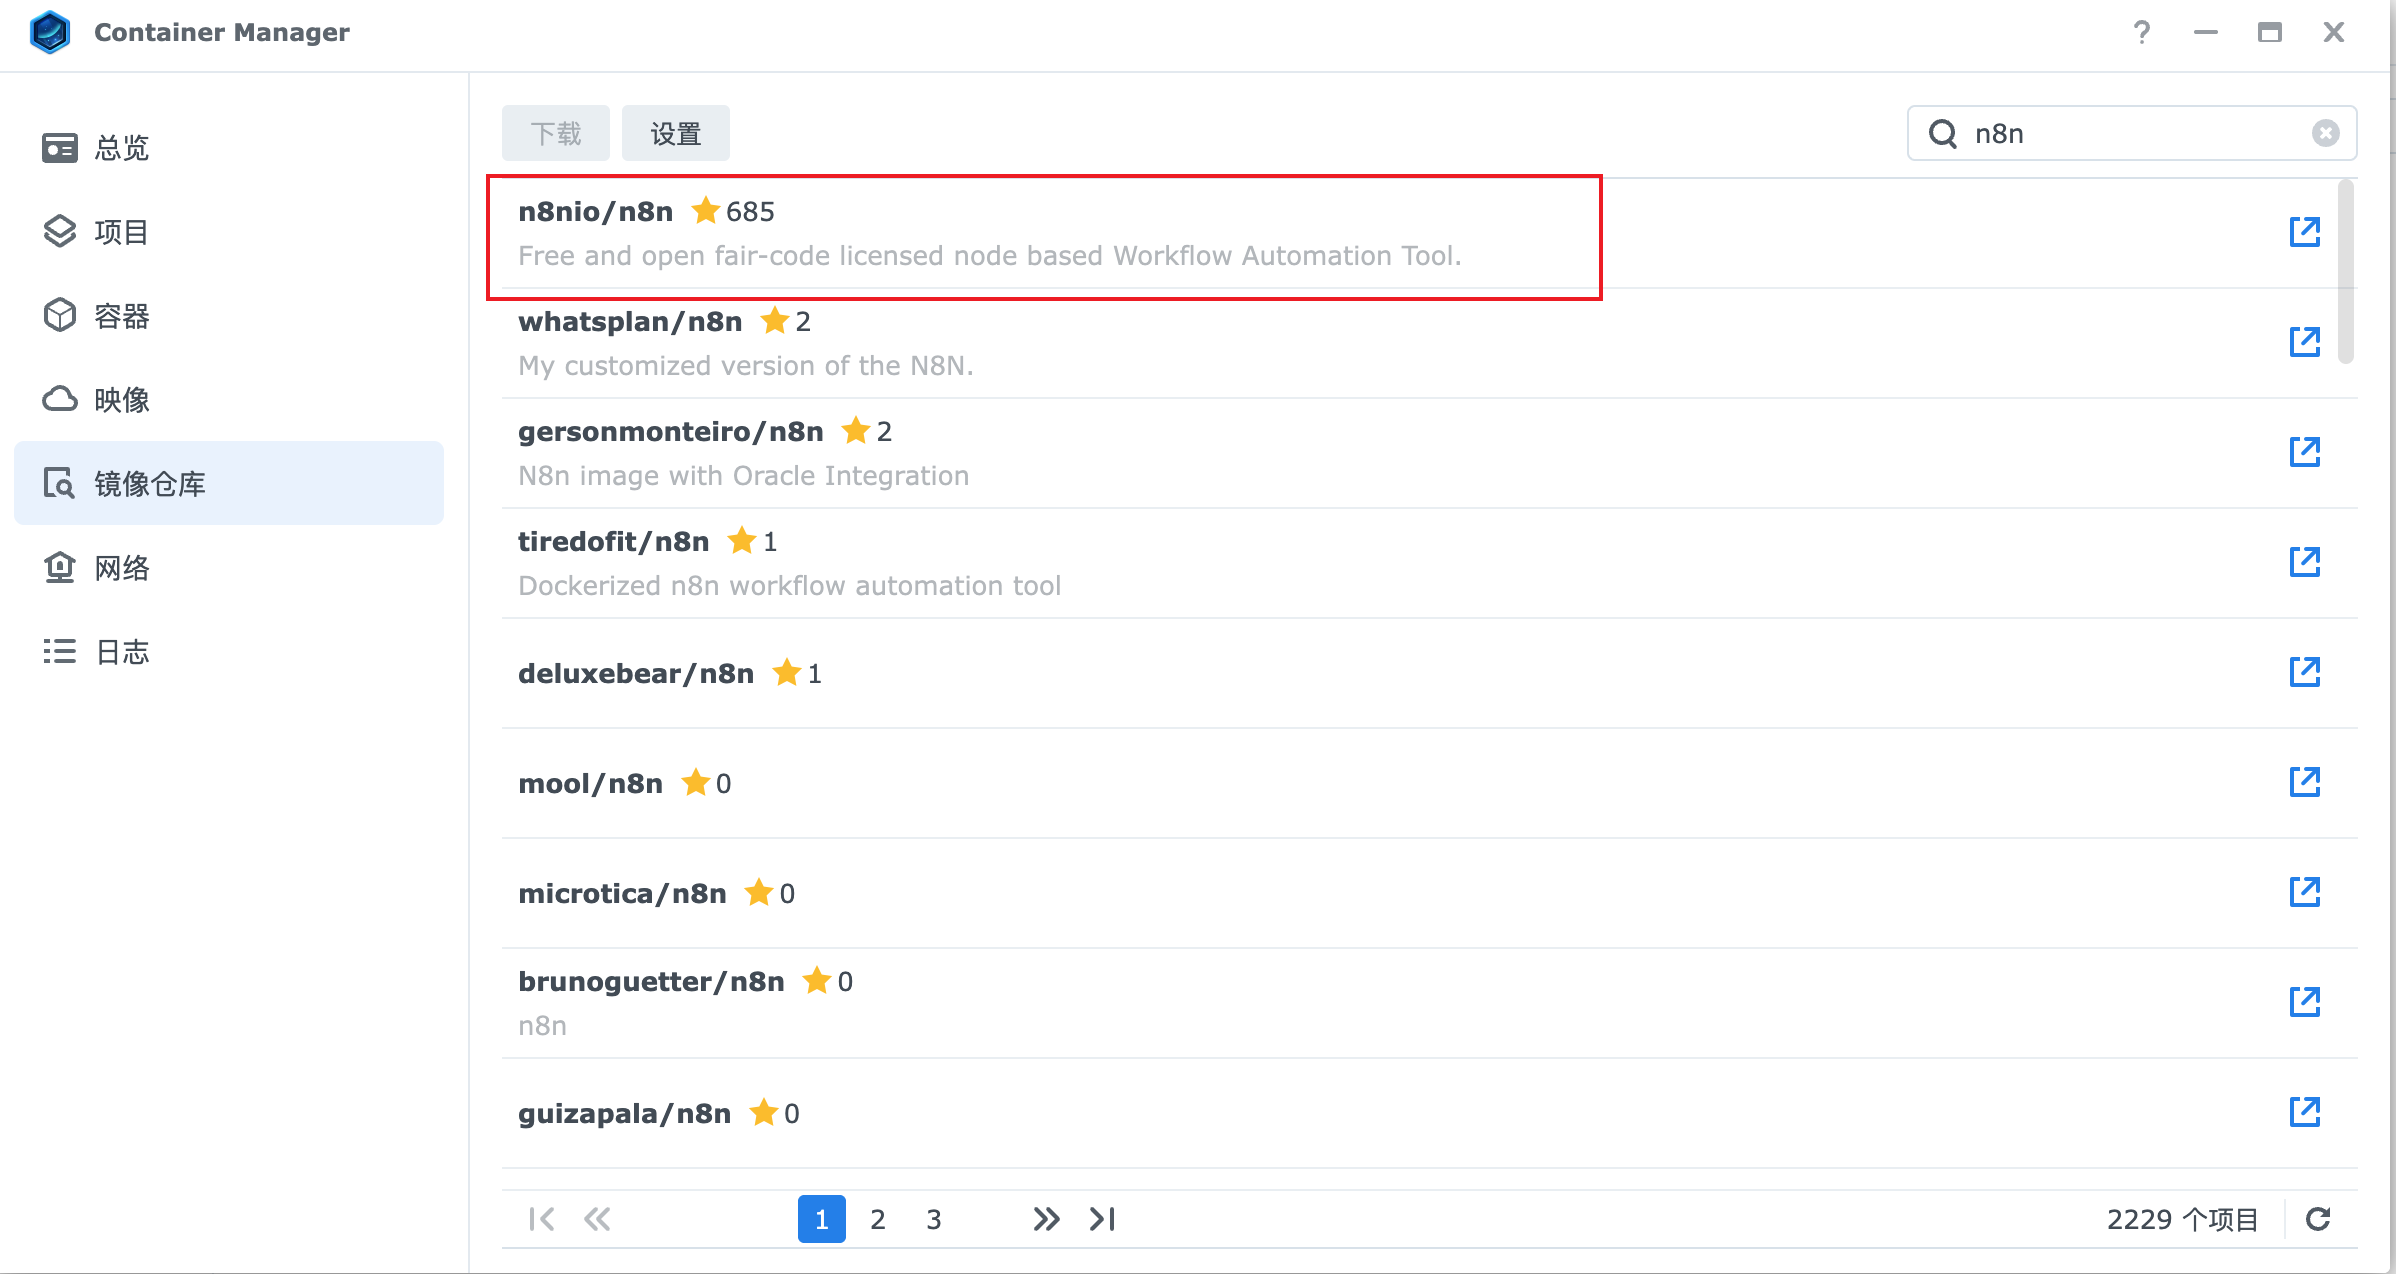 Container Manager
总览
项目
容器
映像
镜像仓库
网络
日志
下载 设置 n8n
n8nio/n8n 685
Free and open fair-code licensed node based Workflow Automation Tool.
whatsplan/n8n 2
My customized version of the N8N.
gersonmonteiro/n8n 2
N8n image with Oracle Integration
tiredofit/n8n 1
Dockerized n8n workflow automation tool
deluxebear/n8n 1
mool/n8n 0
microtica/n8n 0
brunoguetter/n8n 0
n8n
guizapala/n8n 0
1 2 3 2229 个项目